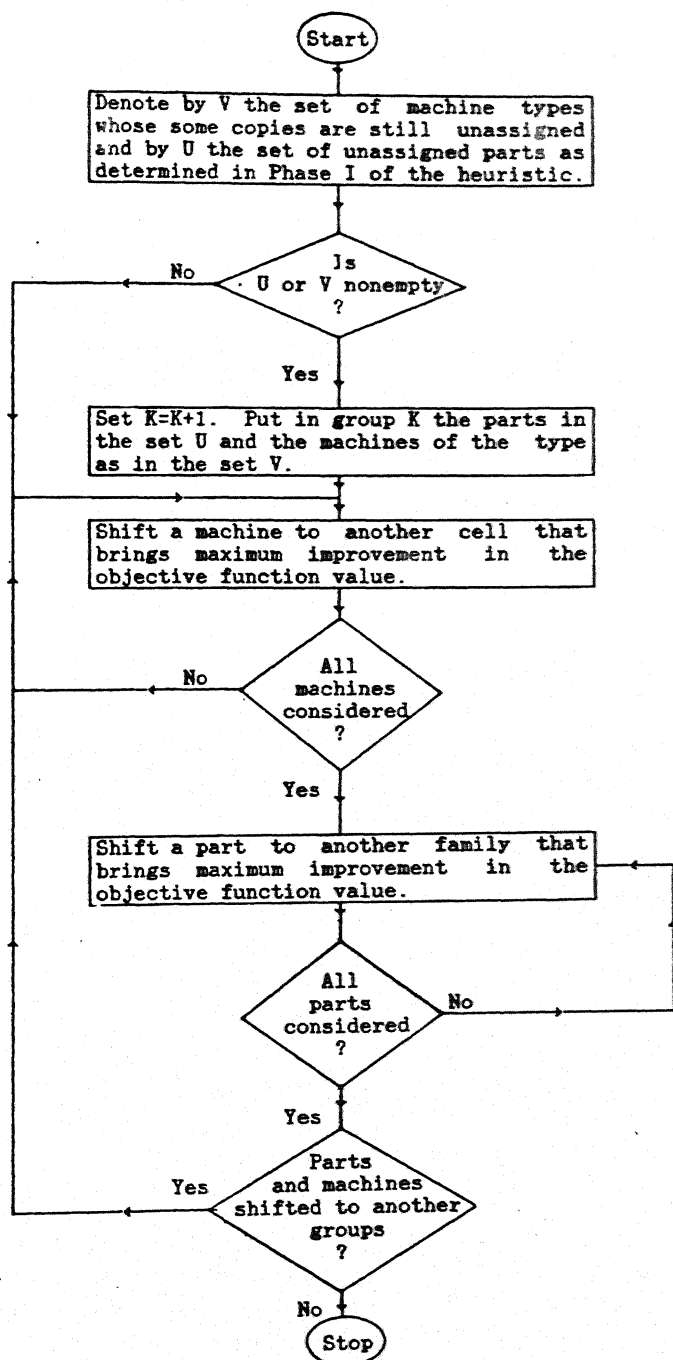 Start
Denote by V the set of machine types
whose some copies are still unassigned
and by U the set of unassigned parts as
determined in Phase I of the heuristic.
Is
U or V nonempty
?
No
Yes
Set K=K+1. Put in group K the parts in
the set U and the machines of the type
as in the set V.
Shift a machine to another cell that
brings maximum improvement in the
objective function value.
All
machines
considered
?
No
Yes
Shift a part to another family that
brings maximum improvement in the
objective function value.
All
parts
considered
?
No
Yes
Parts
and machines
shifted to another
groups
?
Yes
No
Stop